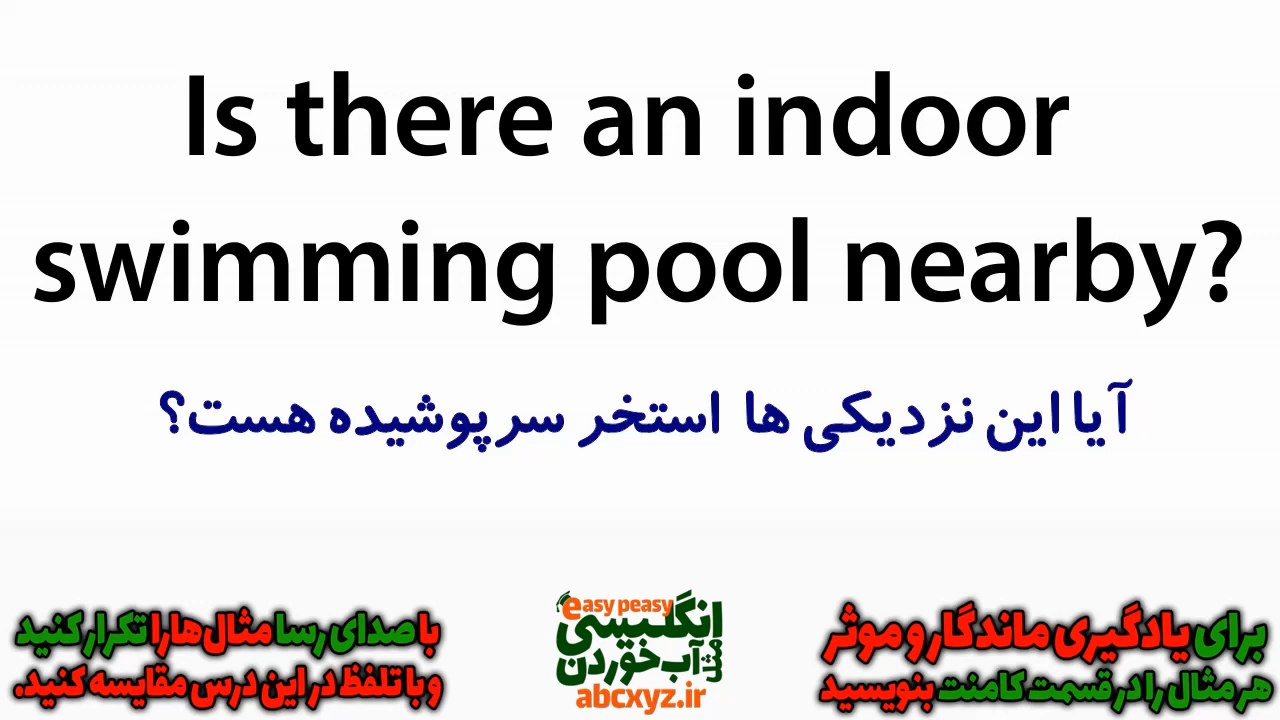 Is there an indoor
swimming pool nearby?
آیا این نزدیکی ها استخر سرپوشیده هست؟
برای یادگیری ماندگار و موثر
هر مثال را در قسمت کامنت بنویسید
easy peasy
انگلیسی
مثل آب خوردن
abcxyz.ir
با صدای رسا مثال‌ها را تکرار کنید
و با تلفظ در این درس مقایسه کنید.